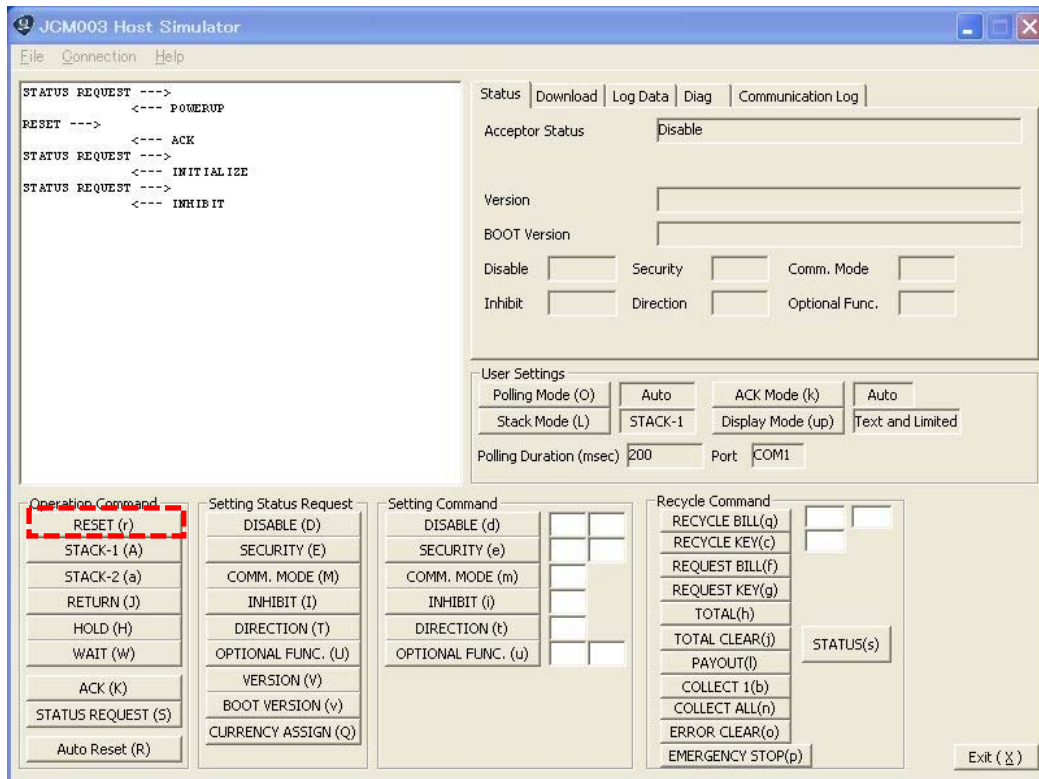 JCM003 Host Simulator
File Connection Help
STATUS REQUEST --->
<--- POWERUP
RESET --->
<--- ACK
STATUS REQUEST --->
<--- INITIALIZE
STATUS REQUEST --->
<--- INHIBIT
Status Download Log Data Diag Communication Log
Acceptor Status Disable
Version
BOOT Version
Disable Security Comm. Mode
Inhibit Direction Optional Func.
User Settings
Polling Mode (O) Auto ACK Mode (k) Auto
Stack Mode (L) STACK-1 Display Mode (up) Text and Limited
Polling Duration (msec) 200 Port COM1
Operation Command
RESET (r)
STACK-1 (A)
STACK-2 (a)
RETURN (J)
HOLD (H)
WAIT (W)
ACK (K)
STATUS REQUEST (S)
Auto Reset (R)
Setting Status Request
DISABLE (D)
SECURITY (E)
COMM. MODE (M)
INHIBIT (I)
DIRECTION (T)
OPTIONAL FUNC. (U)
VERSION (V)
BOOT VERSION (v)
CURRENCY ASSIGN (Q)
Setting Command
DISABLE (d)
SECURITY (e)
COMM. MODE (m)
INHIBIT (i)
DIRECTION (t)
OPTIONAL FUNC. (u)
Recycle Command
RECYCLE BILL(q)
RECYCLE KEY(c)
REQUEST BILL(f)
REQUEST KEY(g)
TOTAL(h)
TOTAL CLEAR(j)
PAYOUT(l)
COLLECT 1(b)
COLLECT ALL(n)
ERROR CLEAR(o)
EMERGENCY STOP(p)
STATUS(s)
Exit ( X )